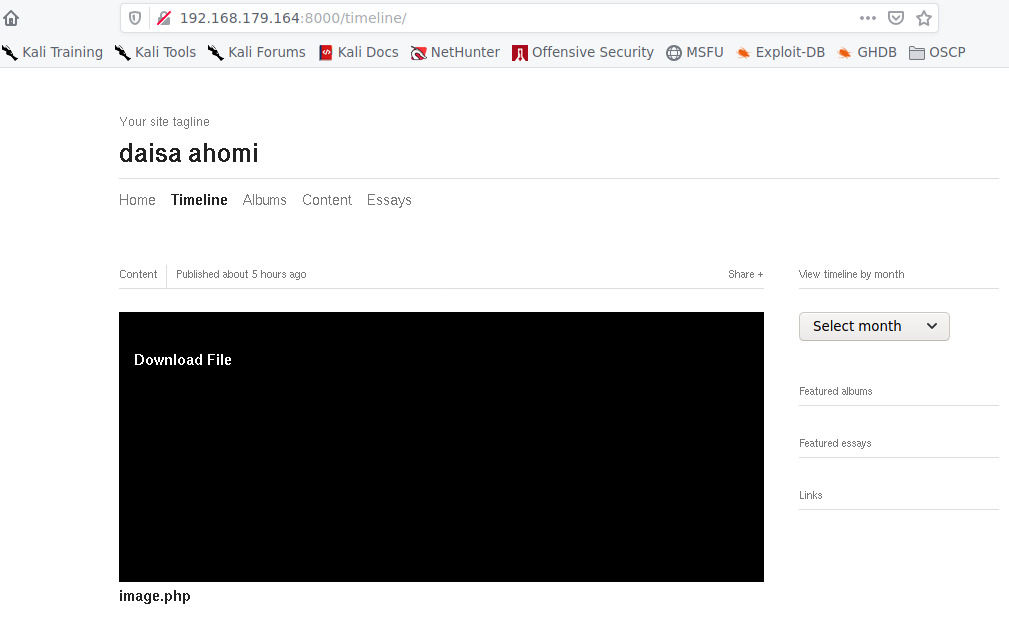 192.168.179.164:8000/timeline/
Kali Training Kali Tools Kali Forums Kali Docs NetHunter Offensive Security MSFU Exploit-DB GHDB OSCP
Your site tagline
daisa ahomi
Home Timeline Albums Content Essays
Content Published about 5 hours ago Share +
View timeline by month
Select month
Download File
Featured albums
Featured essays
Links
image.php